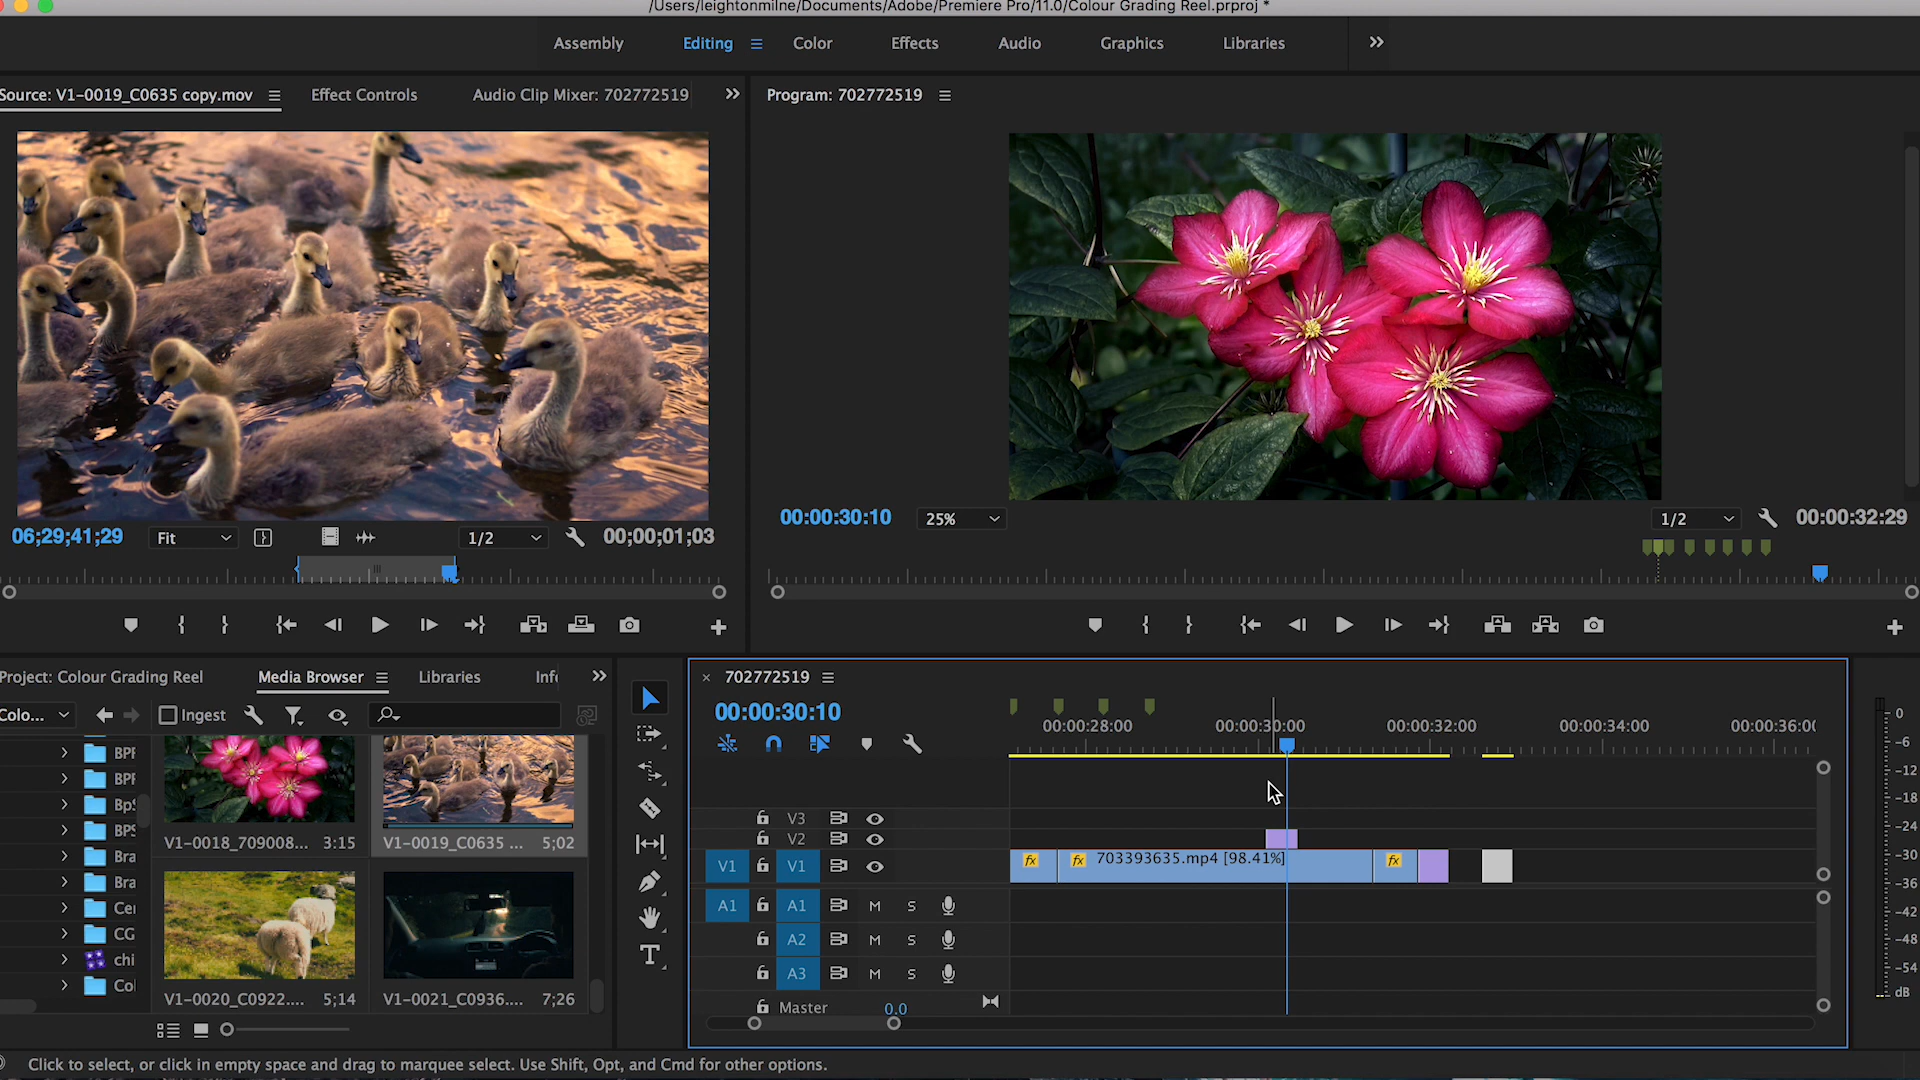 /Users/leightonmilne/Documents/Adobe/Premiere Pro/11.0/Colour Grading Reel.prproj *
Assembly Editing Color Effects Audio Graphics Libraries
Source: V1-0019_C0635 copy.mov Effect Controls Audio Clip Mixer: 702772519
Program: 702772519
06;29;41;29 Fit 1/2 00;00;01;03
00:00:30:10 25% 1/2 00:00:32:29
Project: Colour Grading Reel Media Browser Libraries Inf
Colo... Ingest
BPF
BPF
BpS
BPS
Bra
Bra
Cer
CG
chi
Col
V1-0018_709008... 3:15
V1-0019_C0635 ... 5;02
V1-0020_C0922.... 5;14
V1-0021_C0936.... 7;26
T
702772519
00:00:30:10
00:00:28:00 00:00:30:00 00:00:32:00 00:00:34:00 00:00:36:0
V3
V2
V1 V1 fx fx 703393635.mp4 [98.41%] fx
A1 A1 M S
A2 M S
A3 M S
Master 0.0
0
-6
-12
-18
-24
-30
-36
-42
-48
-54
dB
Click to select, or click in empty space and drag to marquee select. Use Shift, Opt, and Cmd for other options.